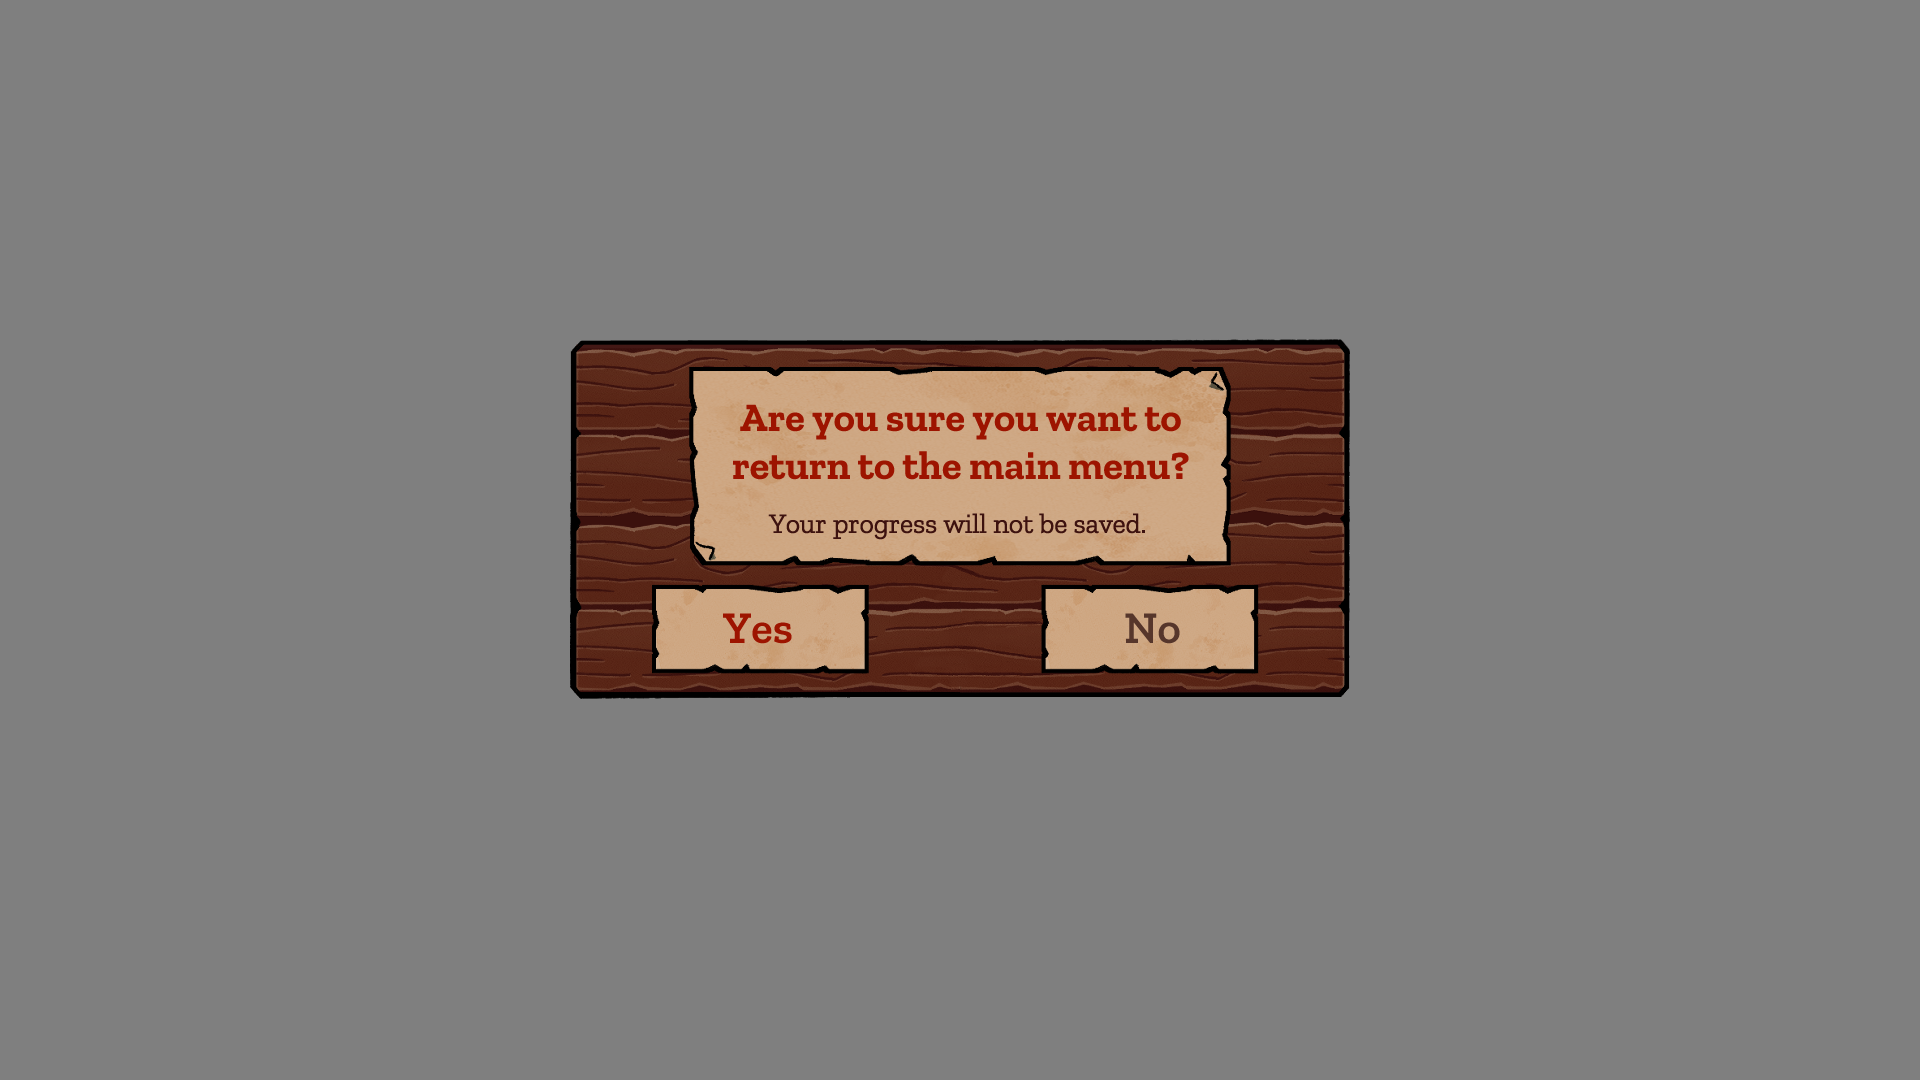 Are you sure you want to
return to the main menu?
Your progress will not be saved.
Yes
No